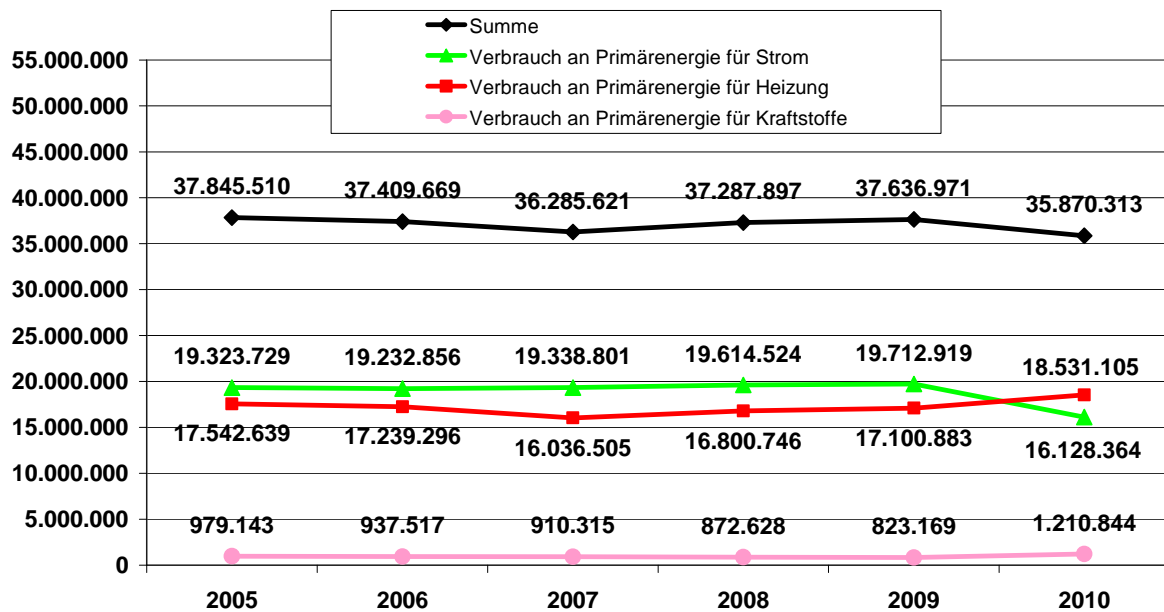 Summe
Verbrauch an Primärenergie für Strom
Verbrauch an Primärenergie für Heizung
Verbrauch an Primärenergie für Kraftstoffe
55.000.000
50.000.000
45.000.000
40.000.000
35.000.000
30.000.000
25.000.000
20.000.000
15.000.000
10.000.000
5.000.000
0
37.845.510 37.409.669 36.285.621 37.287.897 37.636.971 35.870.313
19.323.729 19.232.856 19.338.801 19.614.524 19.712.919 18.531.105
17.542.639 17.239.296 16.036.505 16.800.746 17.100.883 16.128.364
979.143 937.517 910.315 872.628 823.169 1.210.844
2005 2006 2007 2008 2009 2010